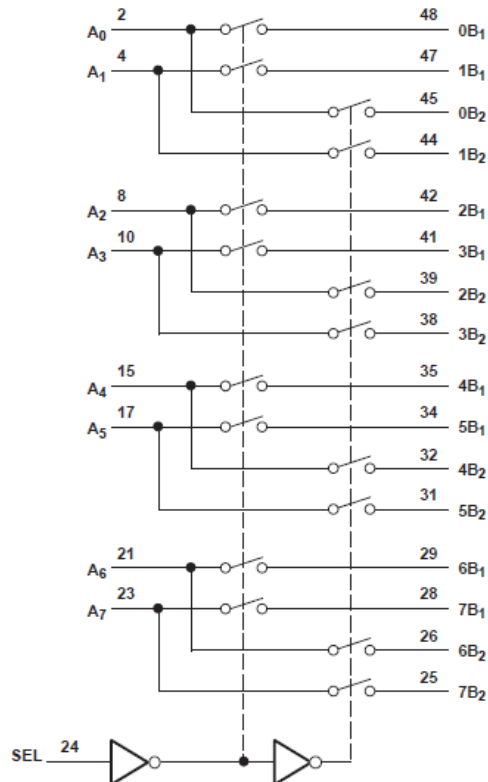 A0 2 48 0B1
A1 4 47 1B1
45 0B2
44 1B2
A2 8 42 2B1
A3 10 41 3B1
39 2B2
38 3B2
A4 15 35 4B1
A5 17 34 5B1
32 4B2
31 5B2
A6 21 29 6B1
A7 23 28 7B1
26 6B2
25 7B2
SEL 24